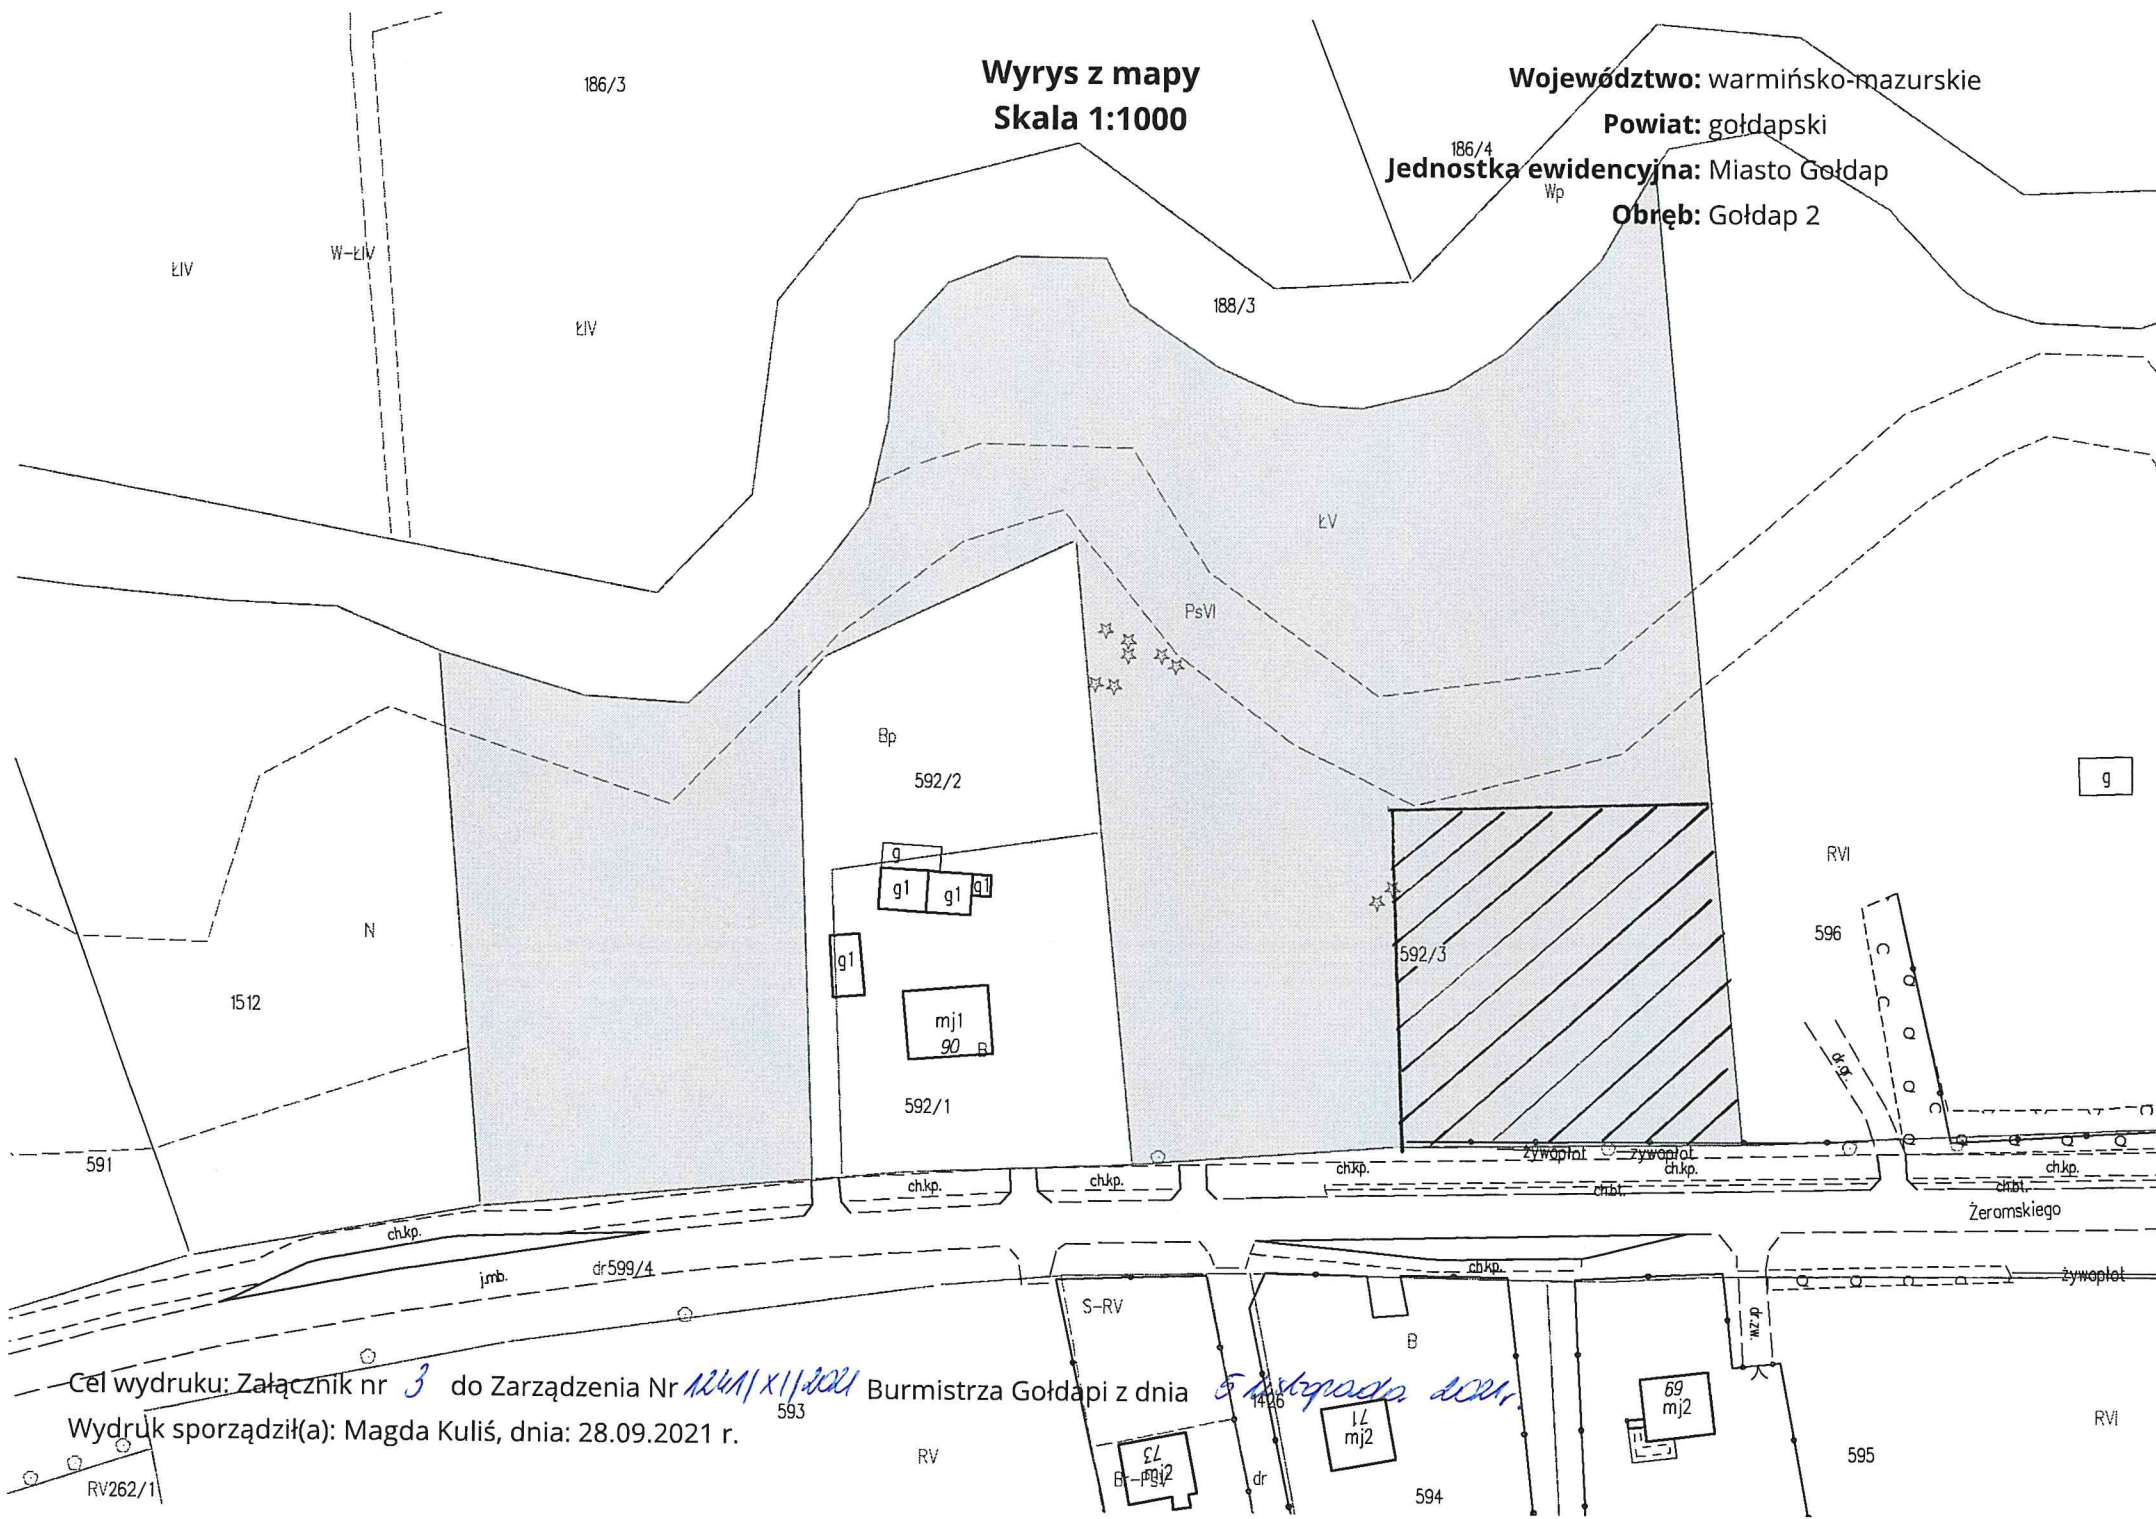 Wyrys z mapy
Skala 1:1000
Województwo: warmińsko-mazurskie
Powiat: gołdapski
Jednostka ewidencyjna: Miasto Gołdap
Obręb: Gołdap 2
186/3
186/4
Wp
W-ŁIV
ŁIV
ŁIV
188/3
ŁV
PsVI
Bp
592/2
g
g
g1
g1
g1
g1
RVI
596
N
592/3
1512
mj1
90
B
dr.gr.
592/1
591
żywopłot
żywopłot
ch.kp.
ch.kp.
ch.kp.
ch.kp.
ch.kp.
ch.bt.
ch.bt.
Żeromskiego
ch.kp.
j.mb.
dr599/4
ch.kp.
żywopłot
S-RV
B
dr.zw.
Cel wydruku: Załącznik nr 3 do Zarządzenia Nr 1241/XI/2021 Burmistrza Gołdapi z dnia 5 listopada 2021r.
1426
593
Wydruk sporządził(a): Magda Kuliś, dnia: 28.09.2021 r.
69
mj2
71
mj2
73
mj2
Br-PsV
RV
dr
594
595
RVI
RV262/1